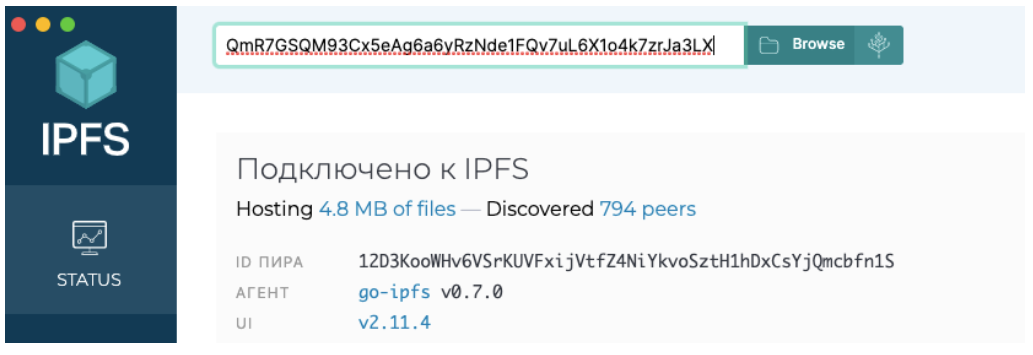 QmR7GSQM93Cx5eAg6a6yRzNde1FQv7uL6X1o4k7zrJa3LX
Browse
IPFS
Подключено к IPFS
Hosting 4.8 MB of files — Discovered 794 peers
STATUS
ID ПИРА 12D3KooWHv6VSrKUVFxijVtfZ4NiYkvoSztH1hDxCsYjQmcbfn1S
АГЕНТ go-ipfs v0.7.0
UI v2.11.4